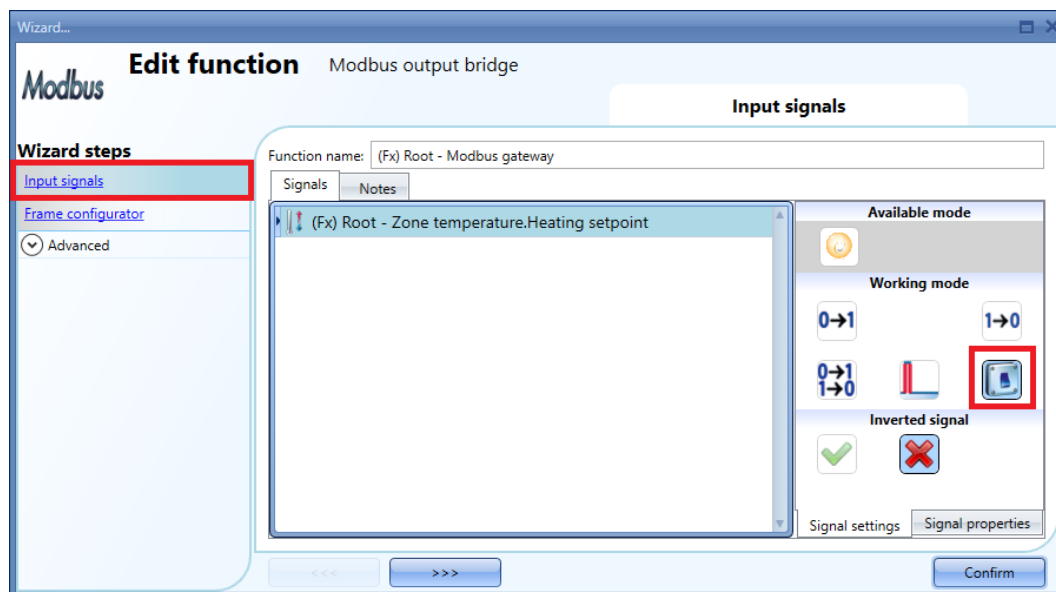 Wizard...
Modbus
Edit function Modbus output bridge
Input signals
Wizard steps
Input signals
Frame configurator
Advanced
Function name: (Fx) Root - Modbus gateway
Signals Notes
(Fx) Root - Zone temperature.Heating setpoint
Available mode
Working mode
0→1 1→0
0→1
1→0
Inverted signal
Signal settings Signal properties
<<< >>> Confirm